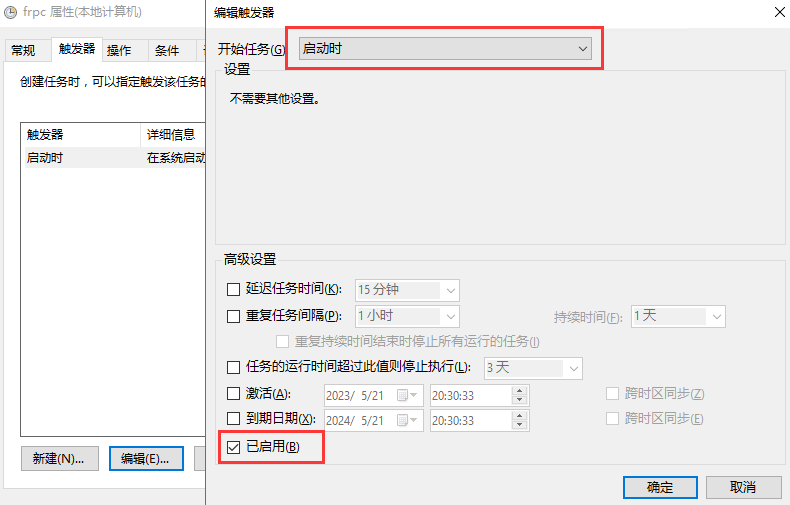 frpc 属性(本地计算机)
常规 触发器 操作 条件
创建任务时，可以指定触发该任务的
触发器 详细信息
启动时 在系统启动
新建(N)... 编辑(E)...
编辑触发器
开始任务(G) 启动时
设置
不需要其他设置。
高级设置
延迟任务时间(K): 15 分钟
重复任务间隔(P): 1 小时 持续时间(F): 1 天
重复持续时间结束时停止所有运行的任务(I)
任务的运行时间超过此值则停止执行(L): 3 天
激活(A): 2023/ 5/21 20:30:33 跨时区同步(Z)
到期日期(X): 2024/ 5/21 20:30:33 跨时区同步(E)
已启用(B)
确定 取消